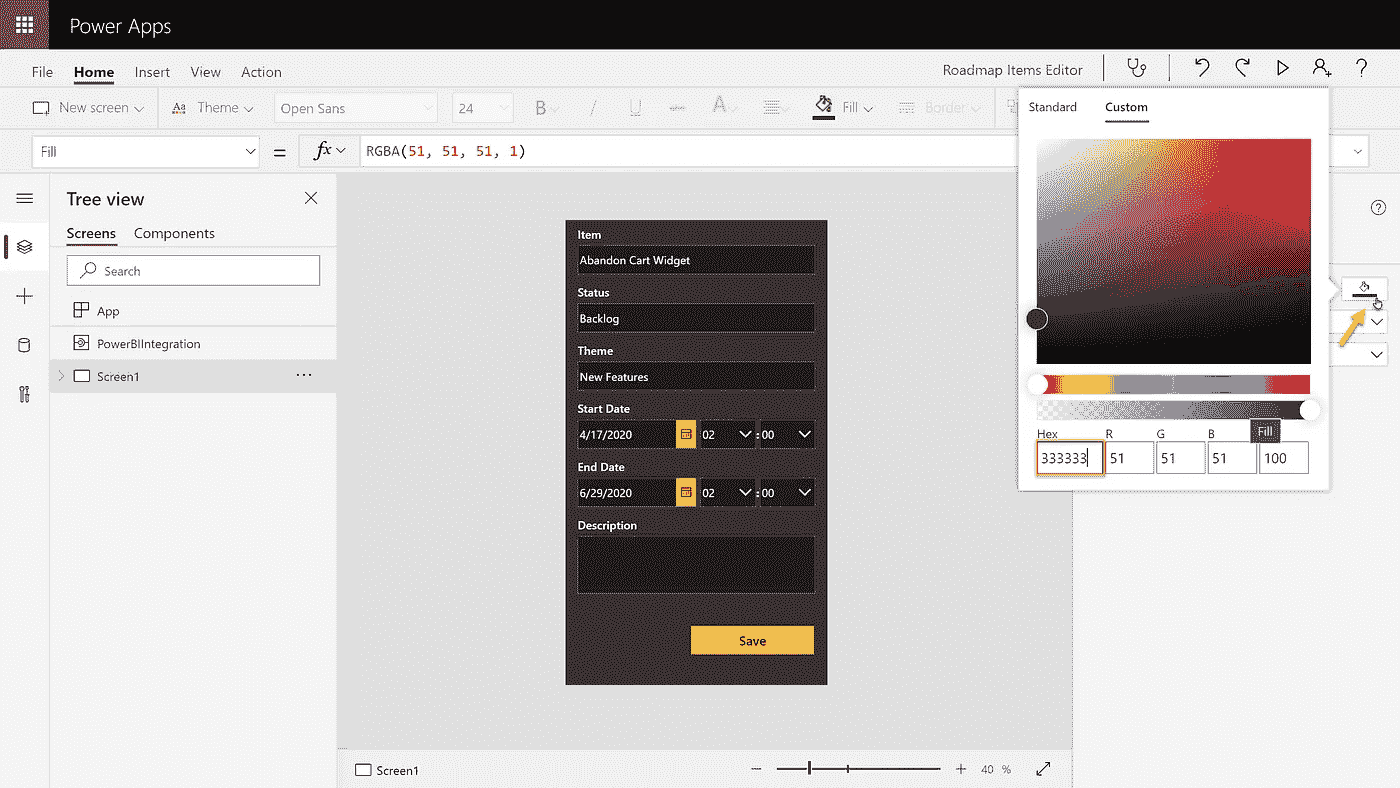 Power Apps
File Home Insert View Action Roadmap Items Editor
New screen Theme Open Sans 24 B / U abc A Fill Border
Standard Custom
Fill = fx RGBA(51, 51, 51, 1)
Tree view
Screens Components
Search
App
PowerBIIntegration
Screen1
Item
Abandon Cart Widget
Status
Backlog
Theme
New Features
Start Date
4/17/2020 02 : 00
End Date
6/29/2020 02 : 00
Description
Save
Hex R G B Fill
333333 51 51 51 100
Screen1 40 %